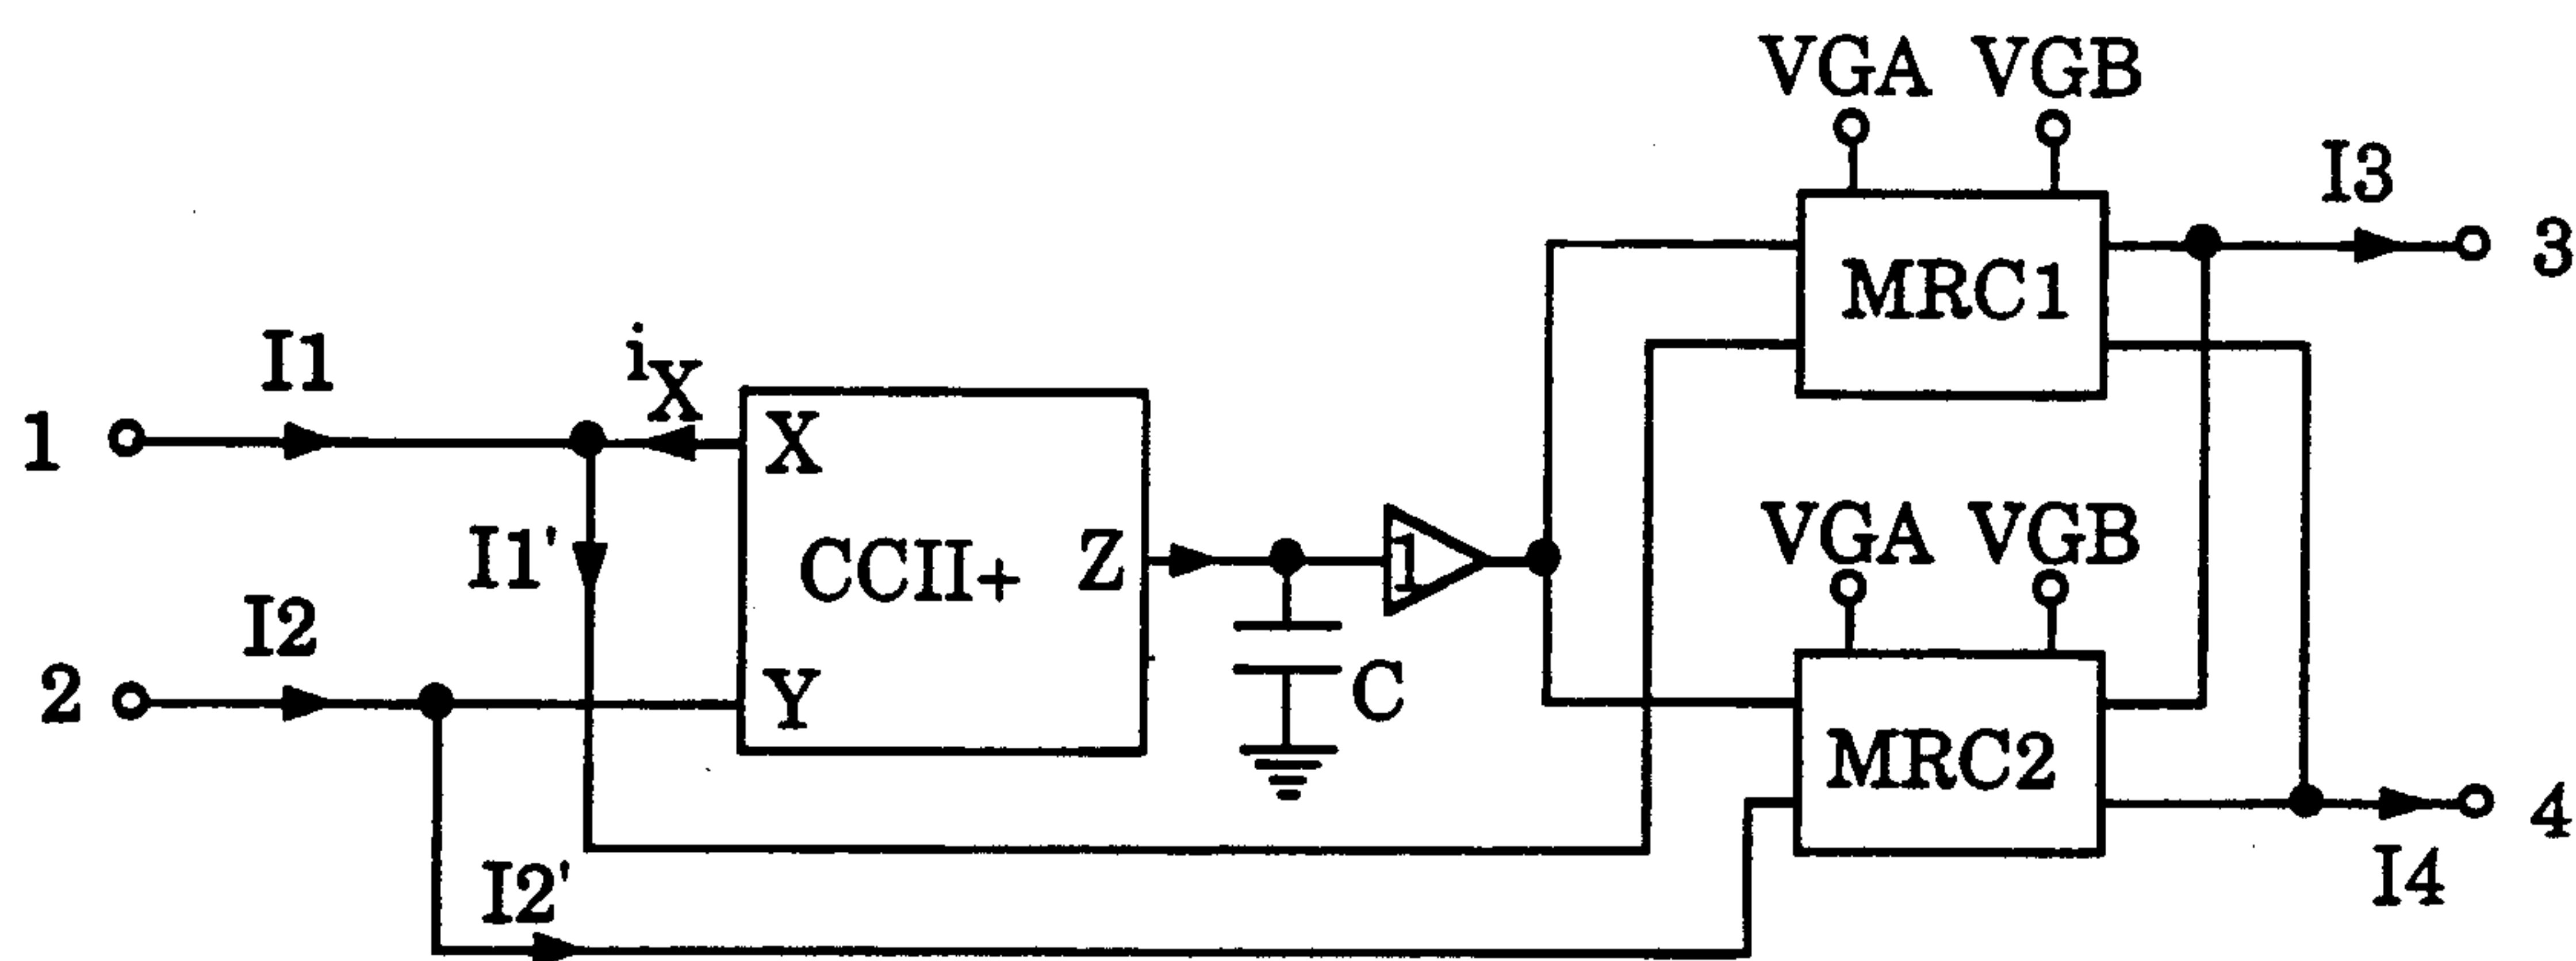 VGA VGB
I3
3
MRC1
I1
iX
1
X
I1'
CCII+
Z
1
VGA VGB
I2
2
Y
C
MRC2
4
I2'
I4